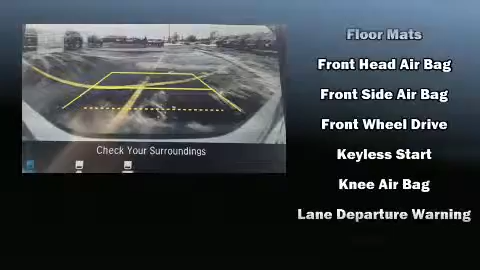 Check Your Surroundings
Floor Mats
Front Head Air Bag
Front Side Air Bag
Front Wheel Drive
Keyless Start
Knee Air Bag
Lane Departure Warning